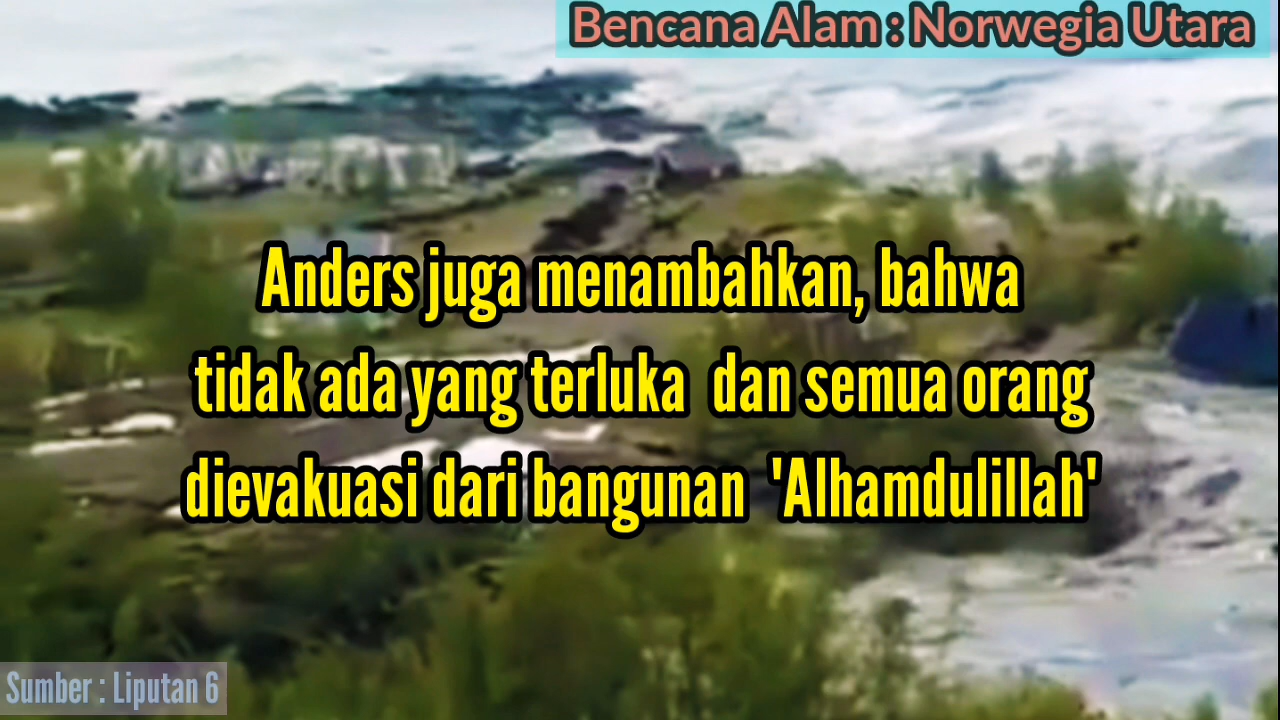 Bencana Alam : Norwegia Utara
Anders juga menambahkan, bahwa
tidak ada yang terluka dan semua orang
dievakuasi dari bangunan 'Alhamdulillah'
Sumber : Liputan 6